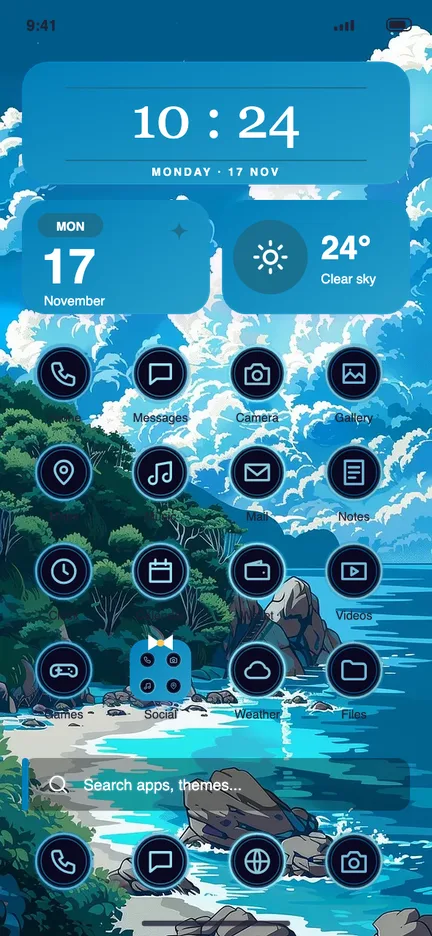 9:41
10 : 24
MONDAY · 17 NOV
MON
17
November
24°
Clear sky
Messages
Camera
Gallery
Mail
Notes
Videos
Games
Social
Weather
Files
Search apps, themes...